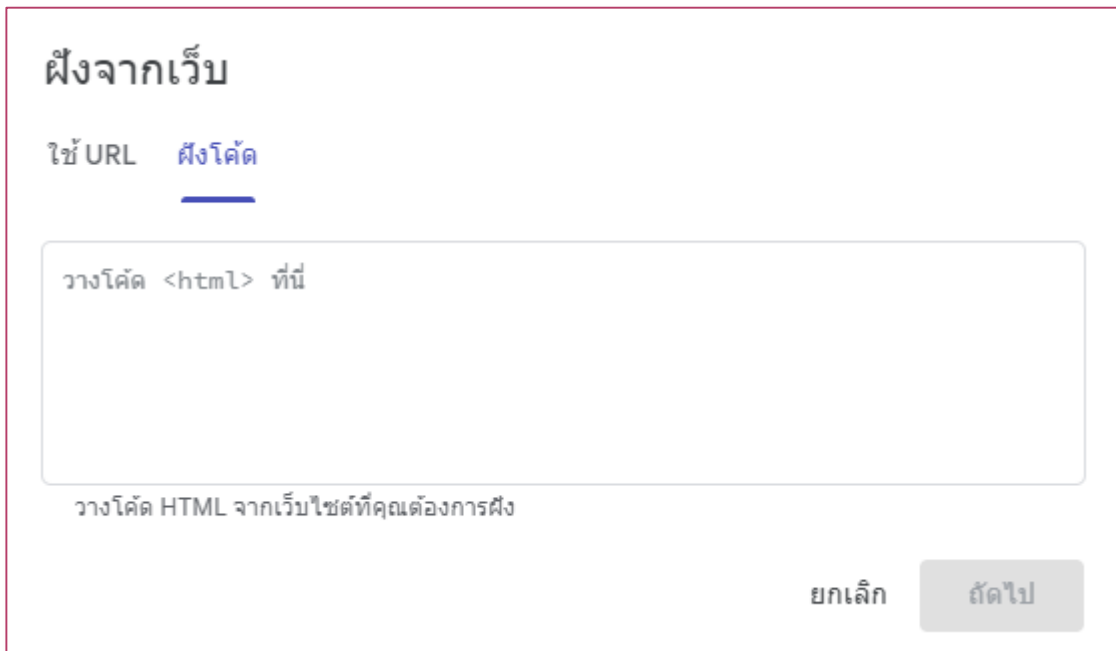 ฝังจากเว็บ
ใช้ URL ฝังโค้ด
วางโค้ด <html> ที่นี่
วางโค้ด HTML จากเว็บไซต์ที่คุณต้องการฝัง
ยกเลิก ถัดไป